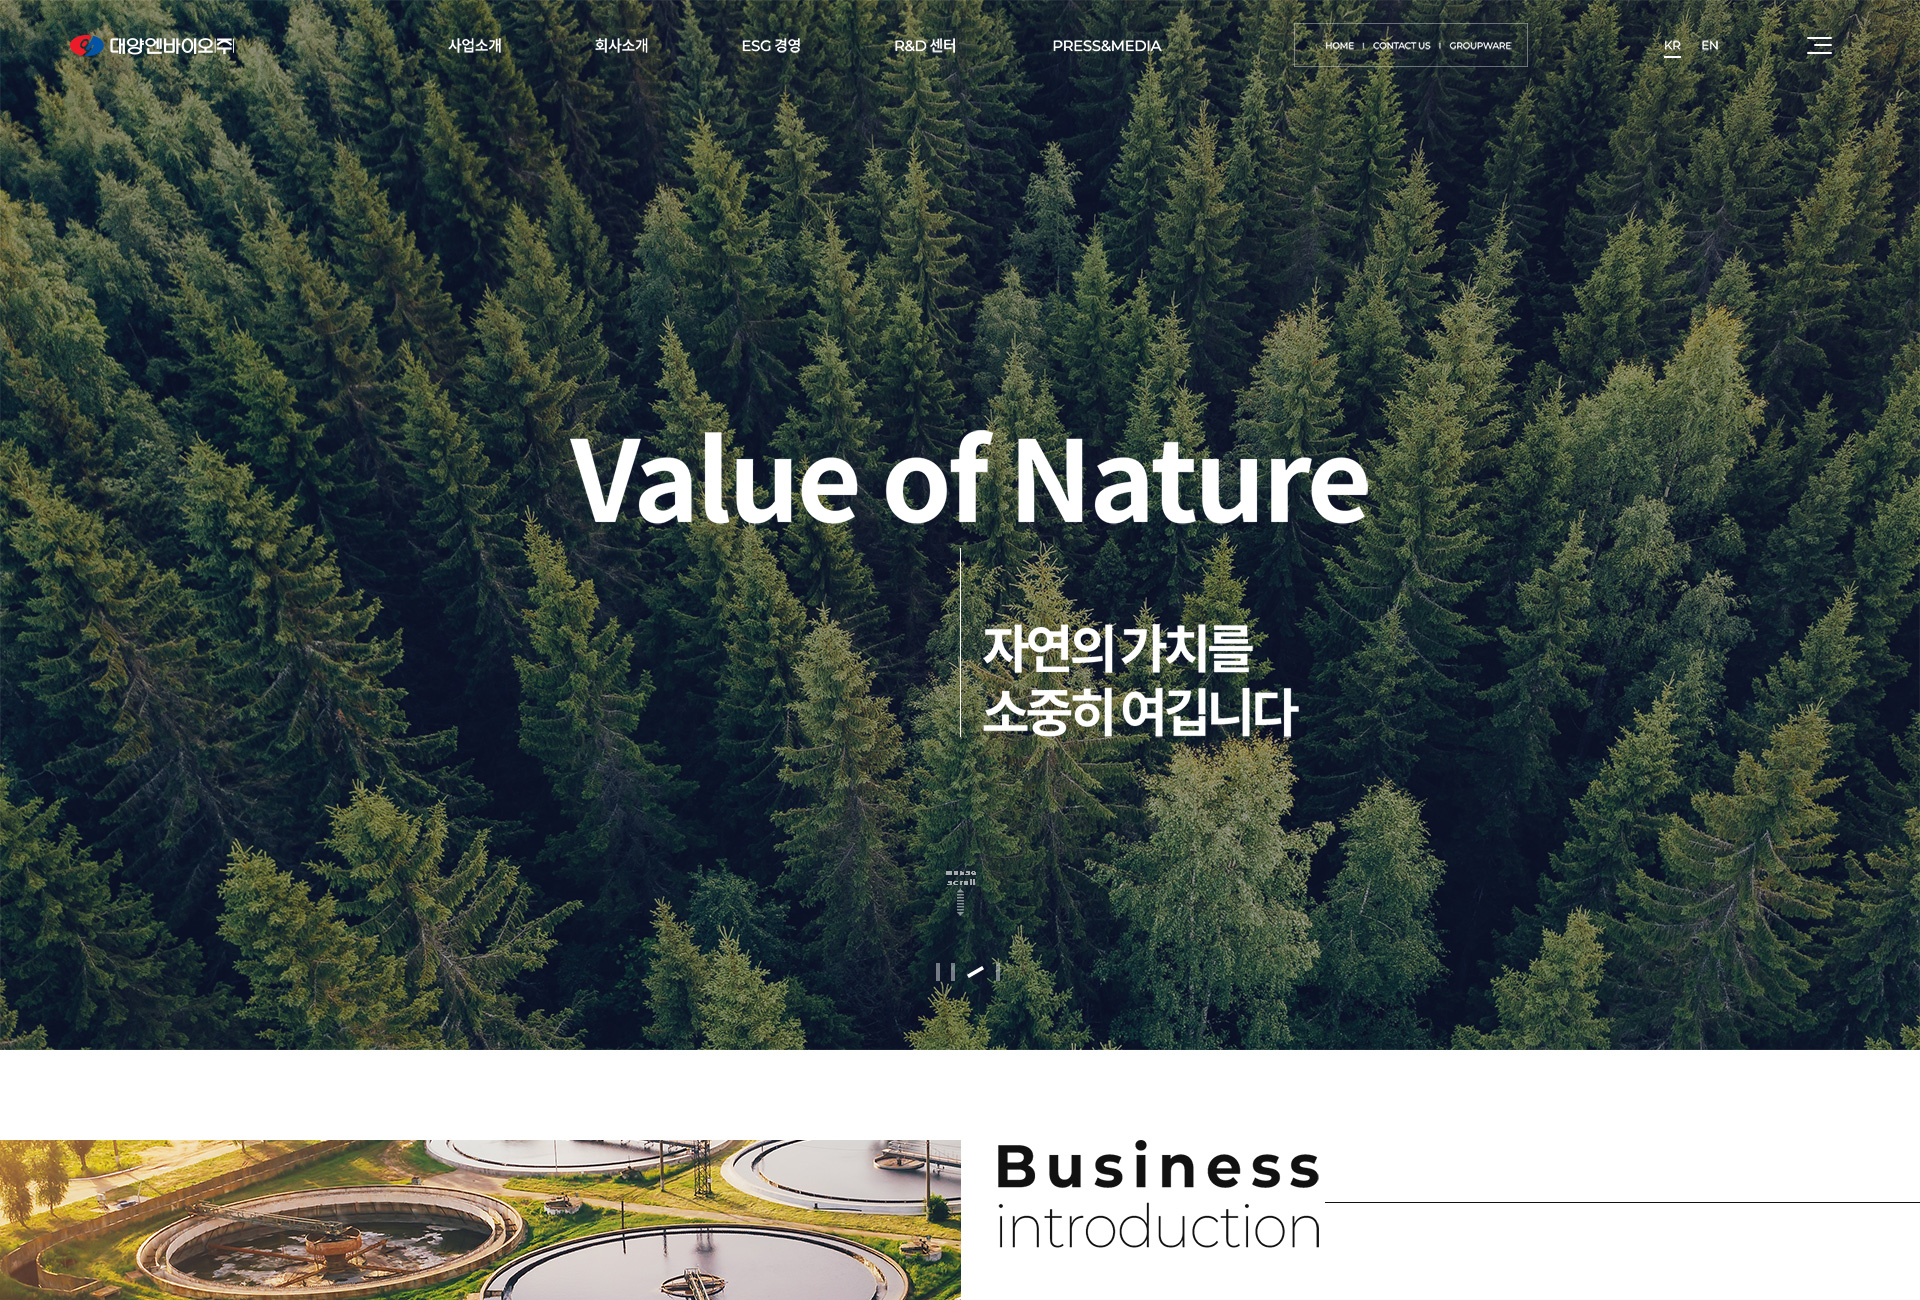 대양엔바이오(주)
사업소개
회사소개
ESG 경영
R&D 센터
PRESS&MEDIA
HOME | CONTACT US | GROUPWARE
KR EN
Value of Nature
자연의 가치를
소중히 여깁니다
scroll
Business
introduction